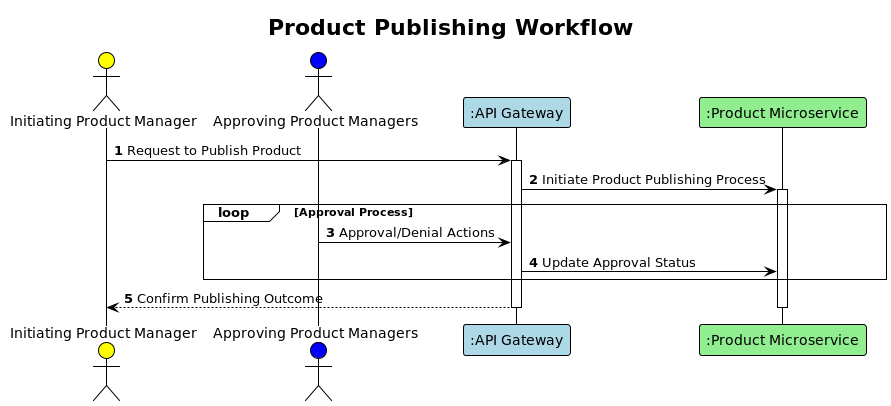 Product Publishing Workflow
Initiating Product Manager
Approving Product Managers
:API Gateway
:Product Microservice
1 Request to Publish Product
2 Initiate Product Publishing Process
loop [Approval Process]
3 Approval/Denial Actions
4 Update Approval Status
5 Confirm Publishing Outcome
Initiating Product Manager
Approving Product Managers
:API Gateway
:Product Microservice